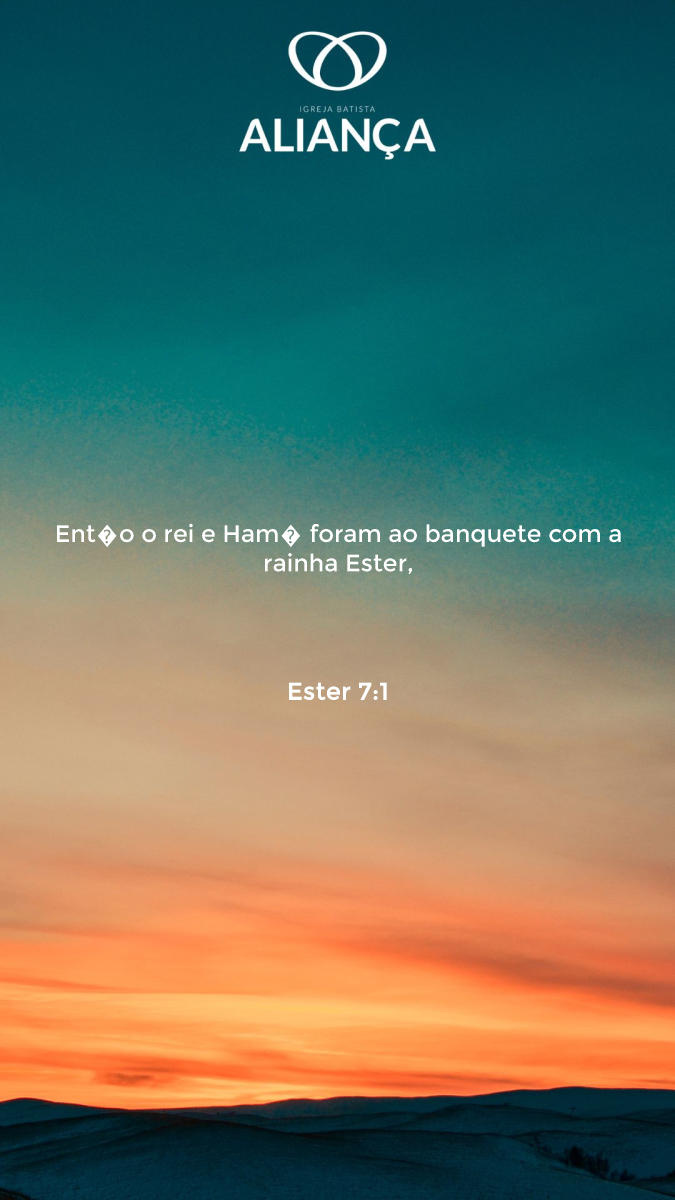 IGREJA BATISTA
ALIANÇA
Ent�o o rei e Ham� foram ao banquete com a
rainha Ester,
Ester 7:1